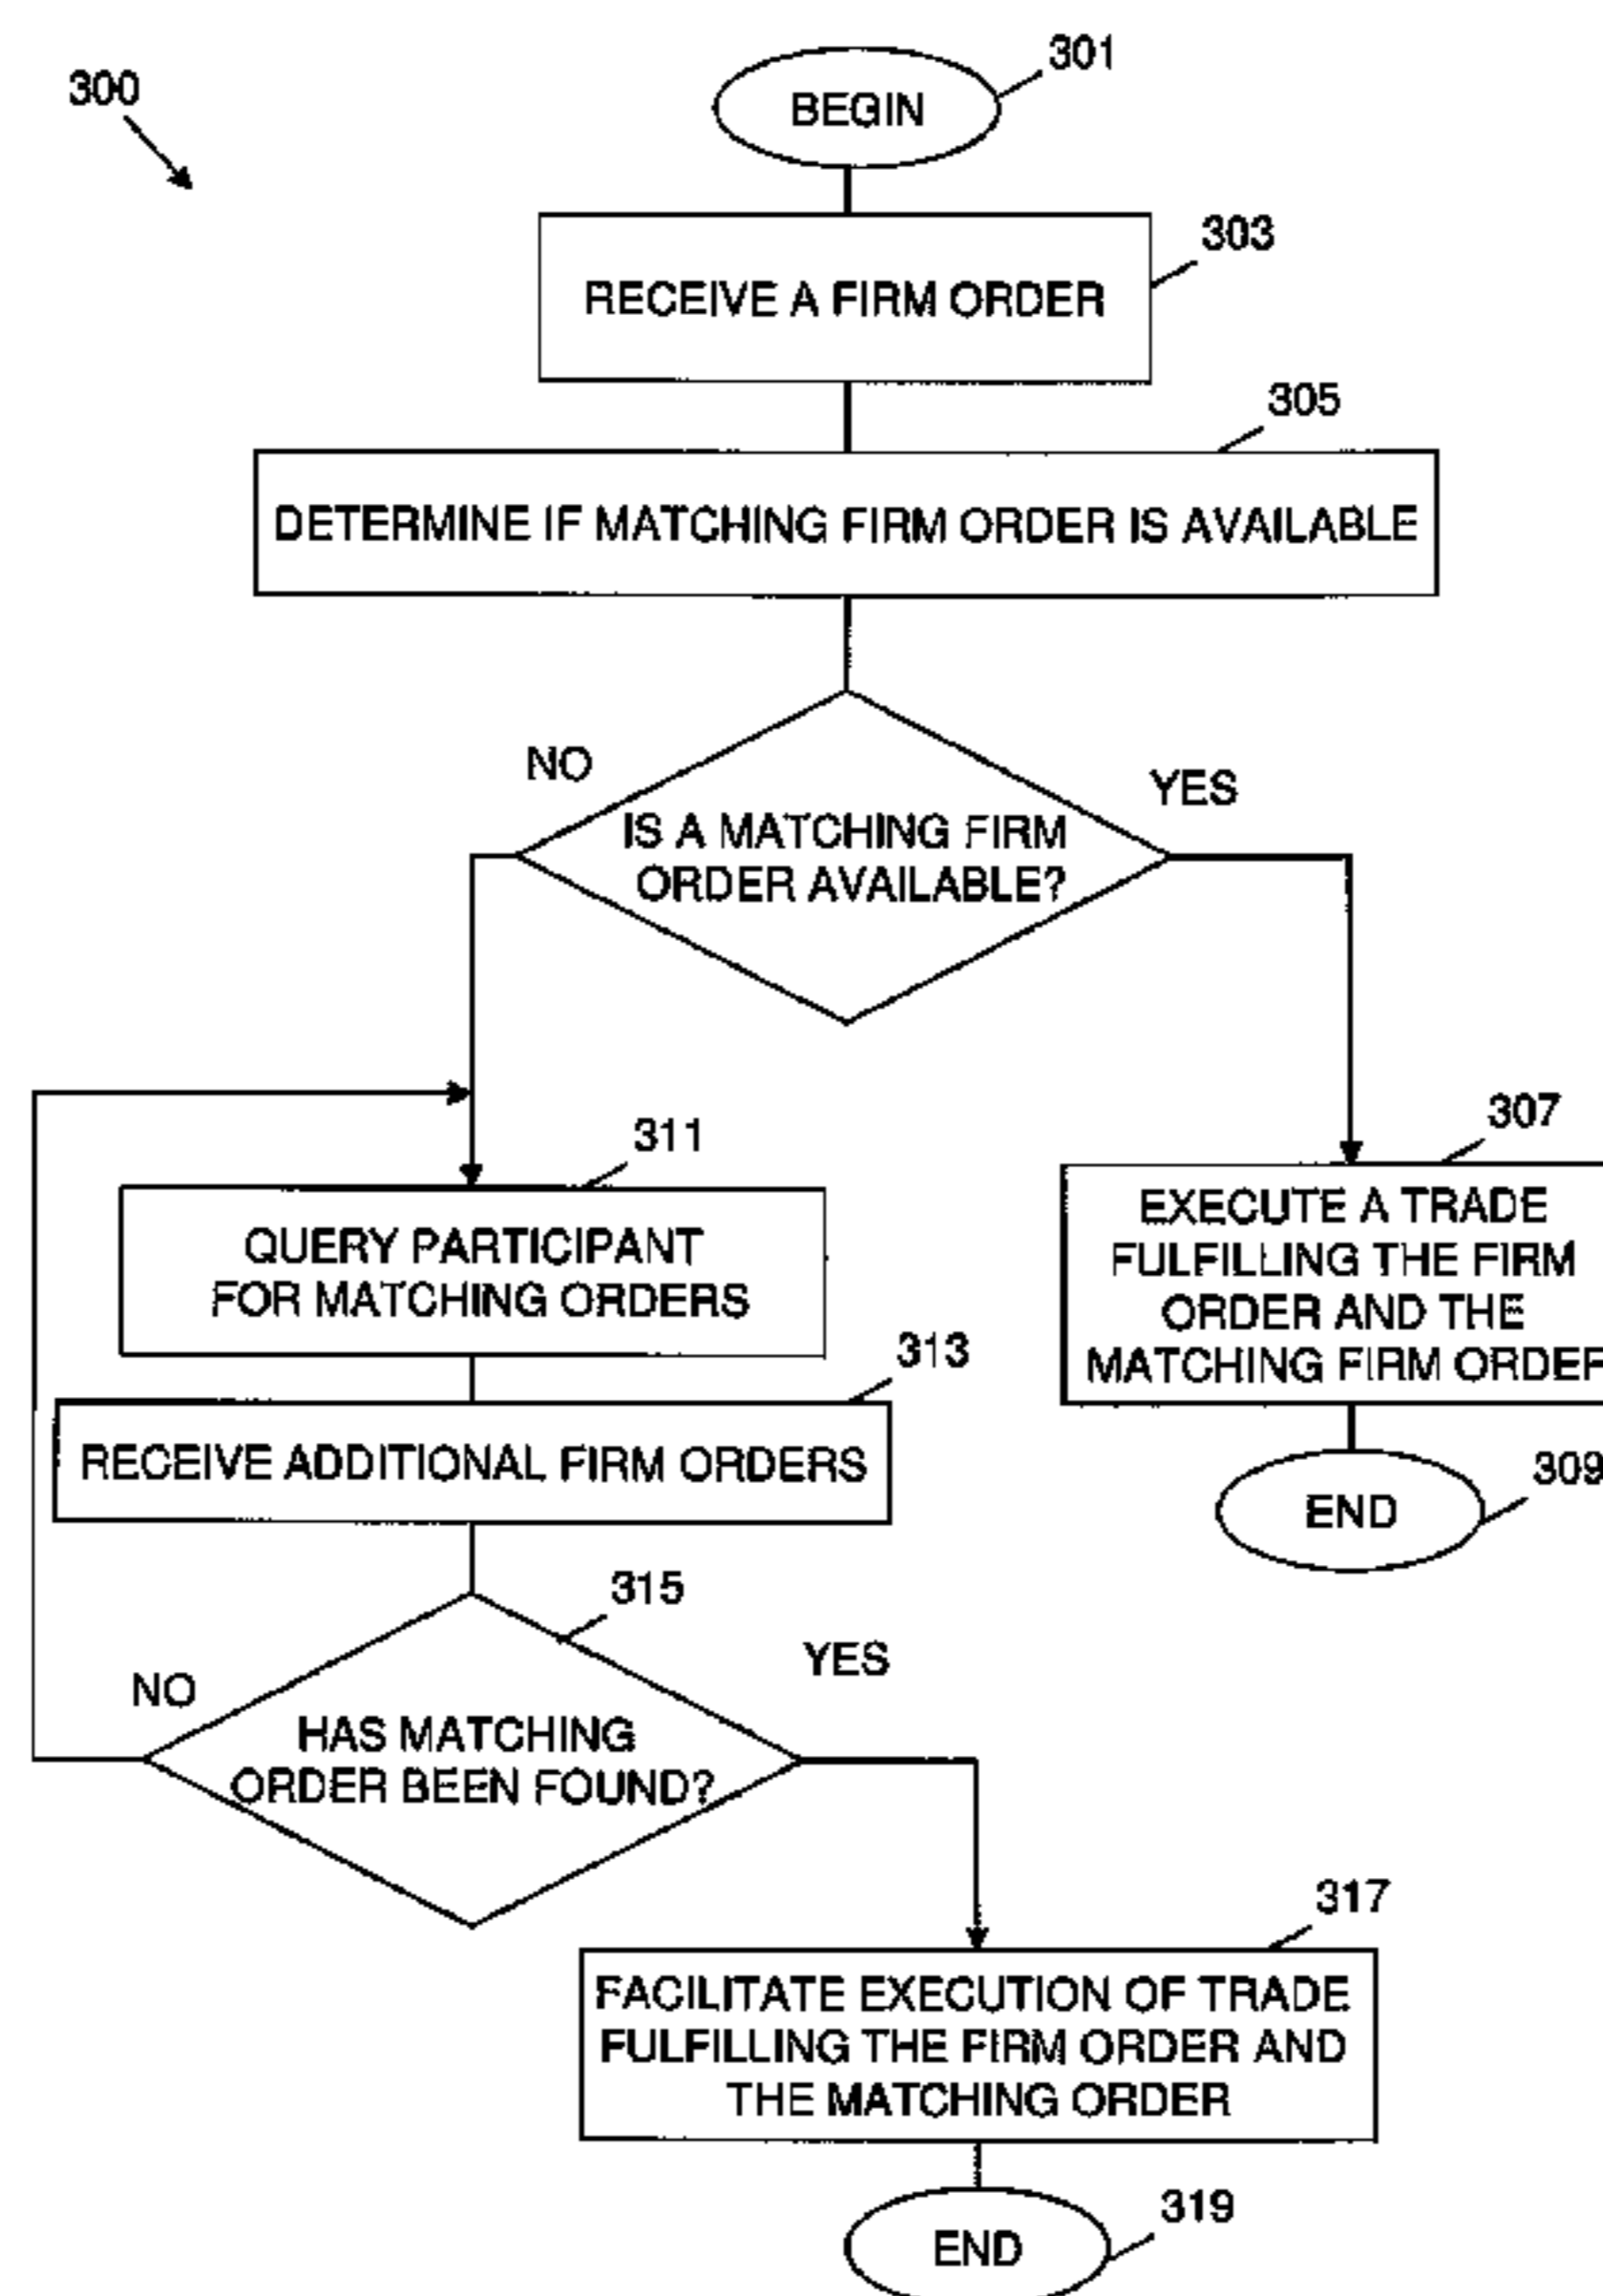 300
301
BEGIN
303
RECEIVE A FIRM ORDER
305
DETERMINE IF MATCHING FIRM ORDER IS AVAILABLE
NO
YES
IS A MATCHING FIRM
ORDER AVAILABLE?
311
QUERY PARTICIPANT
FOR MATCHING ORDERS
307
EXECUTE A TRADE
FULFILLING THE FIRM
ORDER AND THE
MATCHING FIRM ORDER
313
RECEIVE ADDITIONAL FIRM ORDERS
309
END
315
NO
YES
HAS MATCHING
ORDER BEEN FOUND?
317
FACILITATE EXECUTION OF TRADE
FULFILLING THE FIRM ORDER AND
THE MATCHING ORDER
319
END